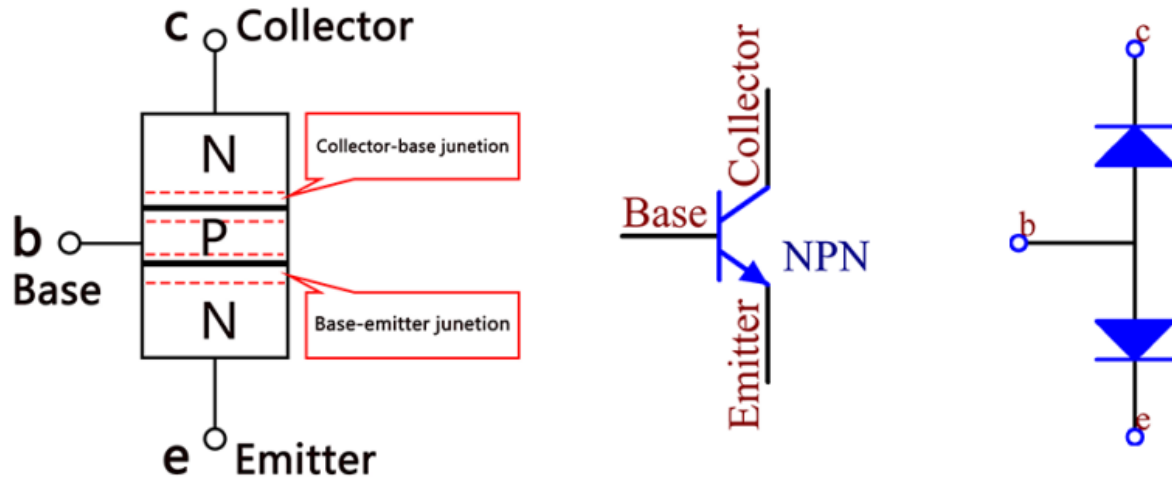 c Collector
N
Collector-base junetion
b
P
Base
N
Base-emitter junetion
e Emitter
Collector
Base
NPN
Emitter
c
b
e